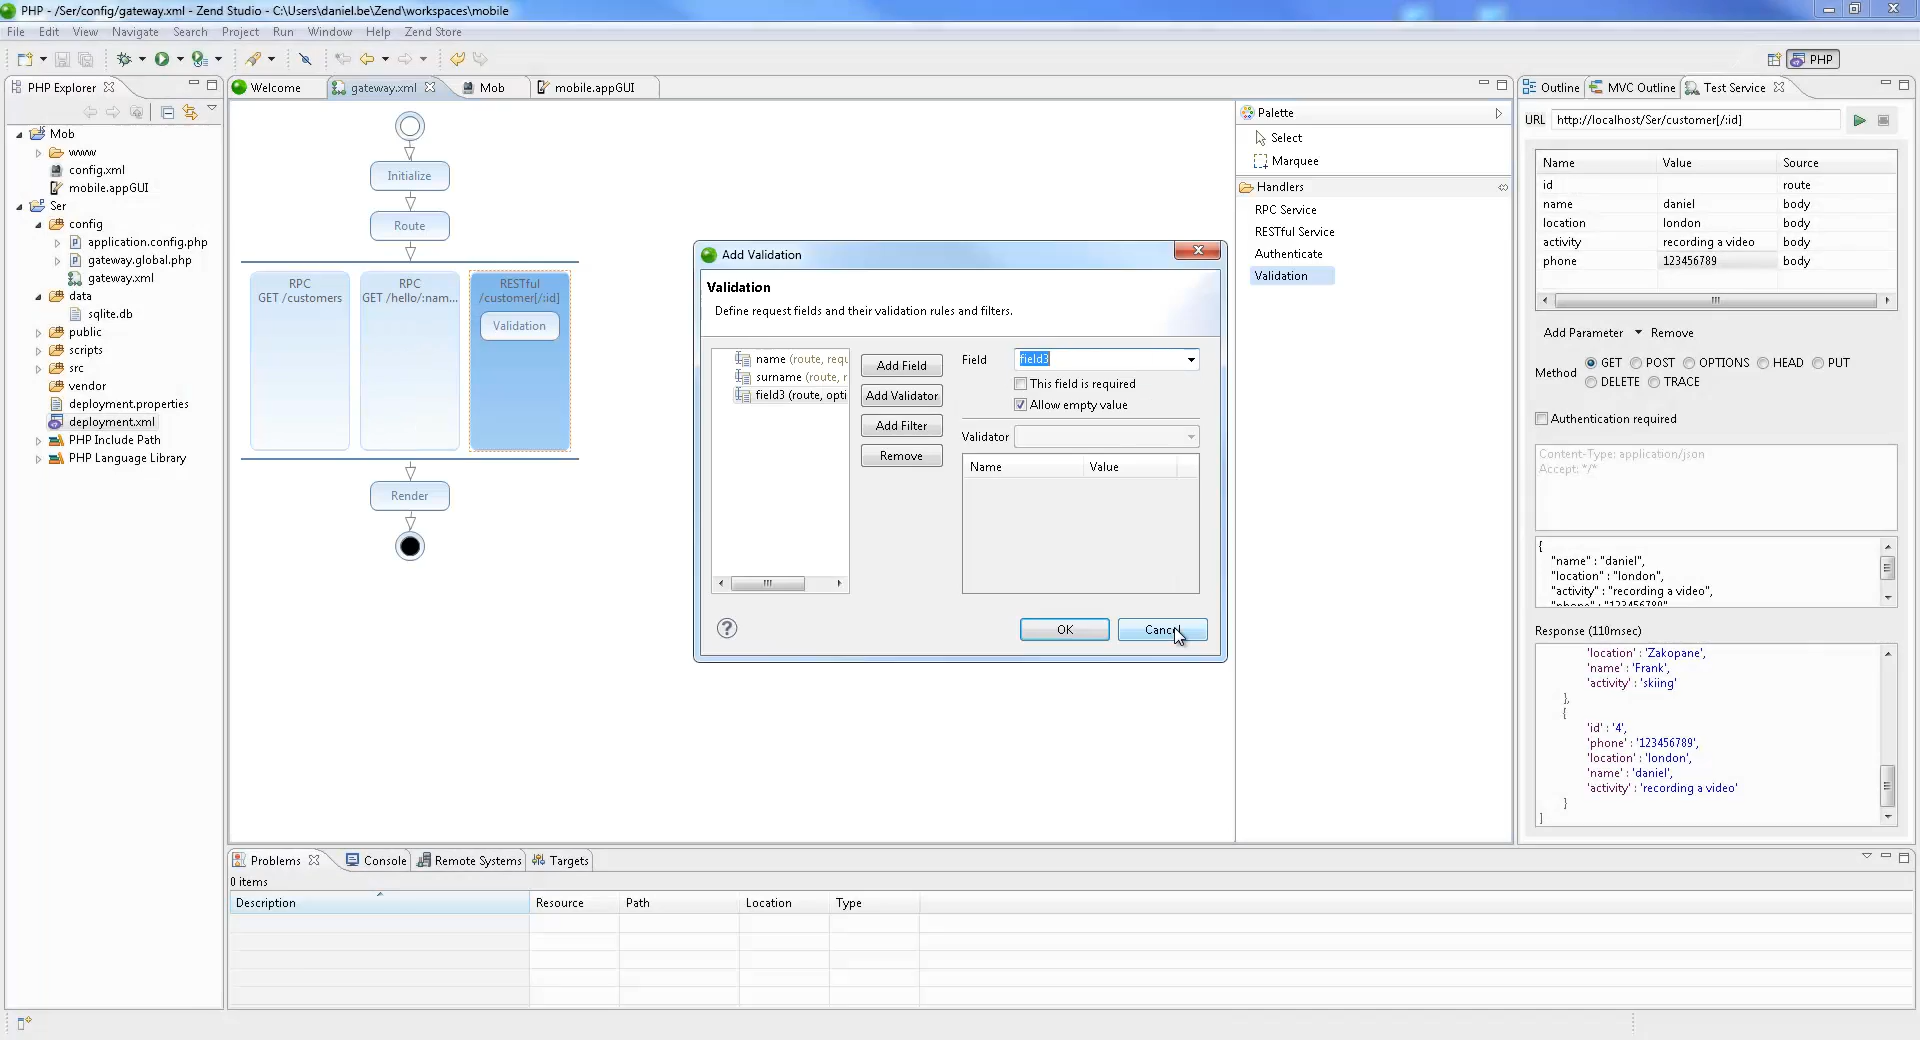 PHP - /Ser/config/gateway.xml - Zend Studio - C:\Users\daniel.be\Zend\workspaces\mobile
File Edit View Navigate Search Project Run Window Help Zend Store
PHP
PHP Explorer
Mob
www
config.xml
mobile.appGUI
Ser
config
application.config.php
gateway.global.php
gateway.xml
data
sqlite.db
public
scripts
src
vendor
deployment.properties
deployment.xml
PHP Include Path
PHP Language Library
Welcome gateway.xml Mob mobile.appGUI
Initialize
Route
RPC
GET /customers
RPC
GET /hello/:nam...
RESTful
/customer[/:id]
Validation
Render
Add Validation
Validation
Define request fields and their validation rules and filters.
name (route, requ
surname (route, r
field3 (route, opti
Add Field
Add Validator
Add Filter
Remove
Field field3
This field is required
Allow empty value
Validator
Name Value
OK Cancel
Palette
Select
Marquee
Handlers
RPC Service
RESTful Service
Authenticate
Validation
Outline MVC Outline Test Service
URL http://localhost/Ser/customer[/:id]
Name Value Source
id route
name daniel body
location london body
activity recording a video body
phone 123456789 body
Add Parameter Remove
Method GET POST OPTIONS HEAD PUT
DELETE TRACE
Authentication required
Content-Type: application/json
Accept: */*
{
"name" : "daniel",
"location" : "london",
"activity" : "recording a video",
"phone" : "123456789"
Response (110msec)
'location' : 'Zakopane',
'name' : 'Frank',
'activity' : 'skiing'
},
{
'id' : '4',
'phone' : '123456789',
'location' : 'london',
'name' : 'daniel',
'activity' : 'recording a video'
}
]
Problems Console Remote Systems Targets
0 items
Description Resource Path Location Type